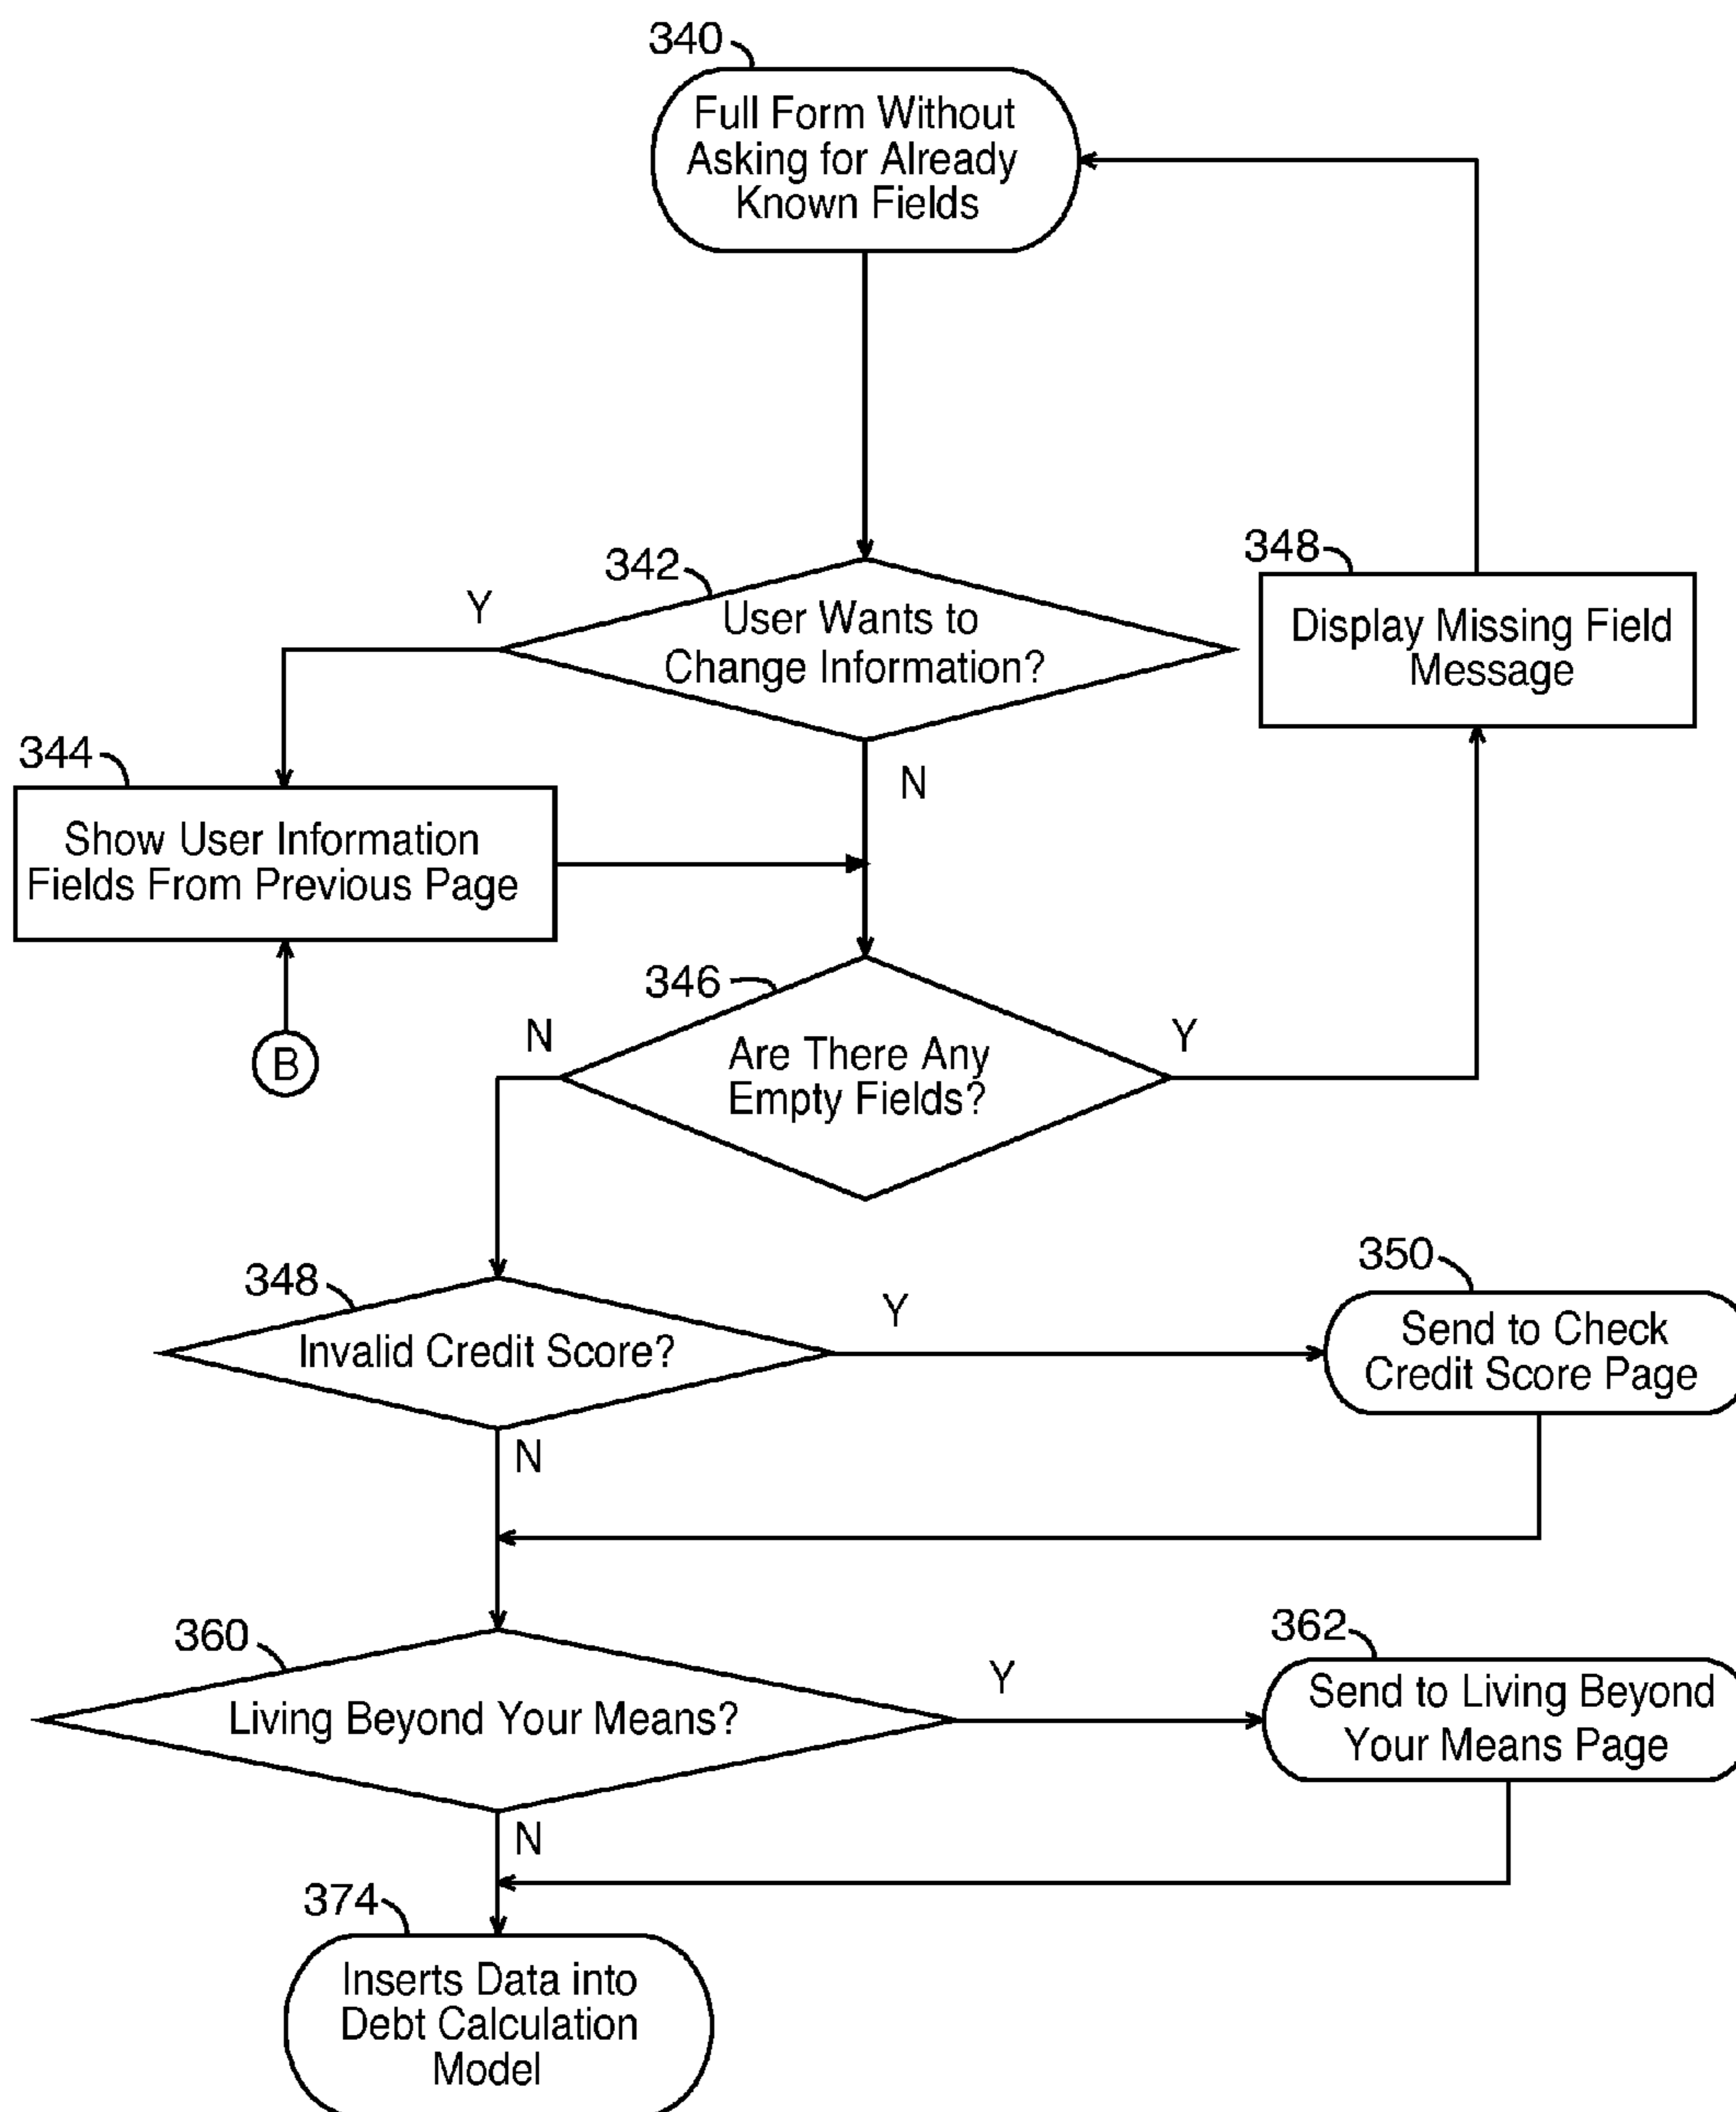 340
Full Form Without
Asking for Already
Known Fields
342
Y
User Wants to
Change Information?
N
348
Display Missing Field
Message
344
Show User Information
Fields From Previous Page
B
346
N
Are There Any
Empty Fields?
Y
348
Invalid Credit Score?
Y
N
350
Send to Check
Credit Score Page
360
Living Beyond Your Means?
Y
N
362
Send to Living Beyond
Your Means Page
374
Inserts Data into
Debt Calculation
Model